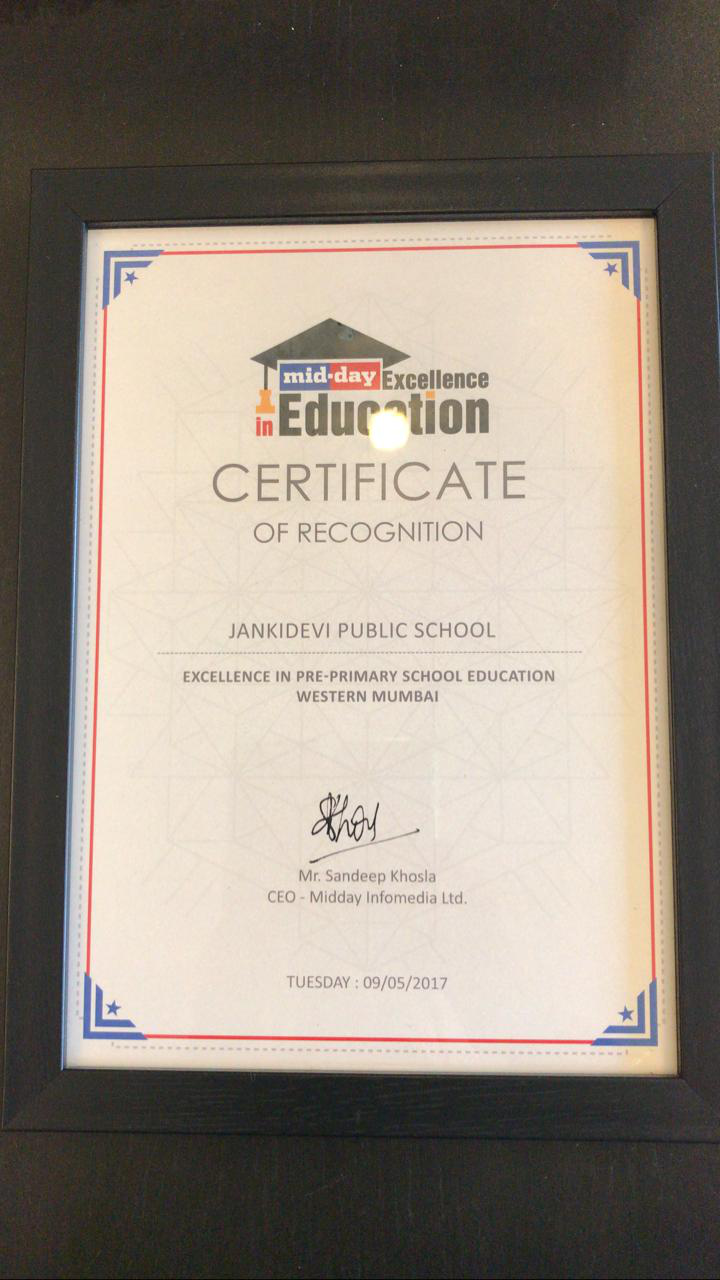 mid-day Excellence
in Education
CERTIFICATE
OF RECOGNITION
JANKIDEVI PUBLIC SCHOOL
EXCELLENCE IN PRE-PRIMARY SCHOOL EDUCATION
WESTERN MUMBAI
Mr. Sandeep Khosla
CEO - Midday Infomedia Ltd.
TUESDAY : 09/05/2017